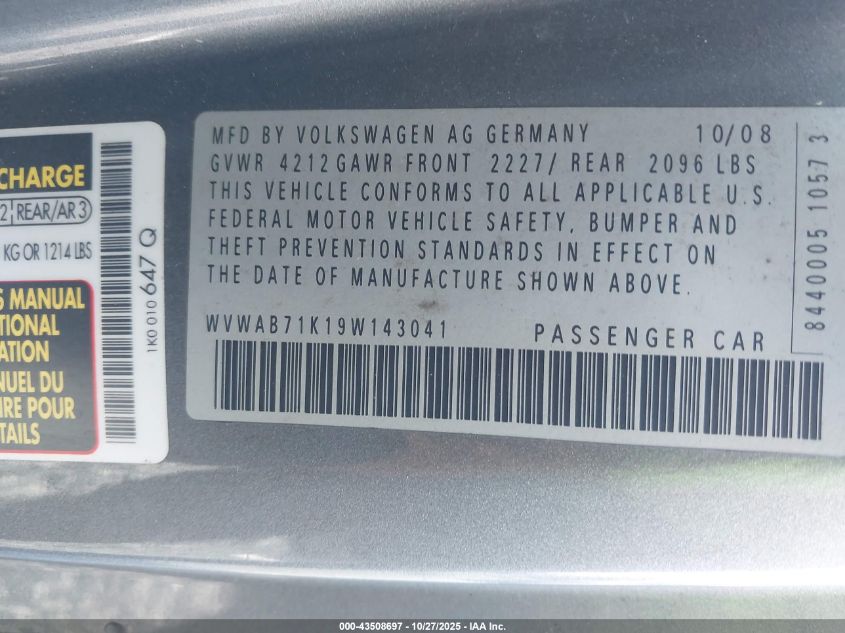 CHARGE
2 | REAR/AR 3
KG OR 1214 LBS
S MANUAL
TIONAL
ATION
NUEL DU
IRE POUR
TAILS
1K0 010 647 Q
MFD BY VOLKSWAGEN AG GERMANY 10/08
GVWR 4212 GAWR FRONT 2227/ REAR 2096 LBS
THIS VEHICLE CONFORMS TO ALL APPLICABLE U.S.
FEDERAL MOTOR VEHICLE SAFETY, BUMPER AND
THEFT PREVENTION STANDARDS IN EFFECT ON
THE DATE OF MANUFACTURE SHOWN ABOVE.
WVWAB71K19W143041 PASSENGER CAR
8440005 1057 3
000-43508697 - 10/27/2025 - IAA Inc.